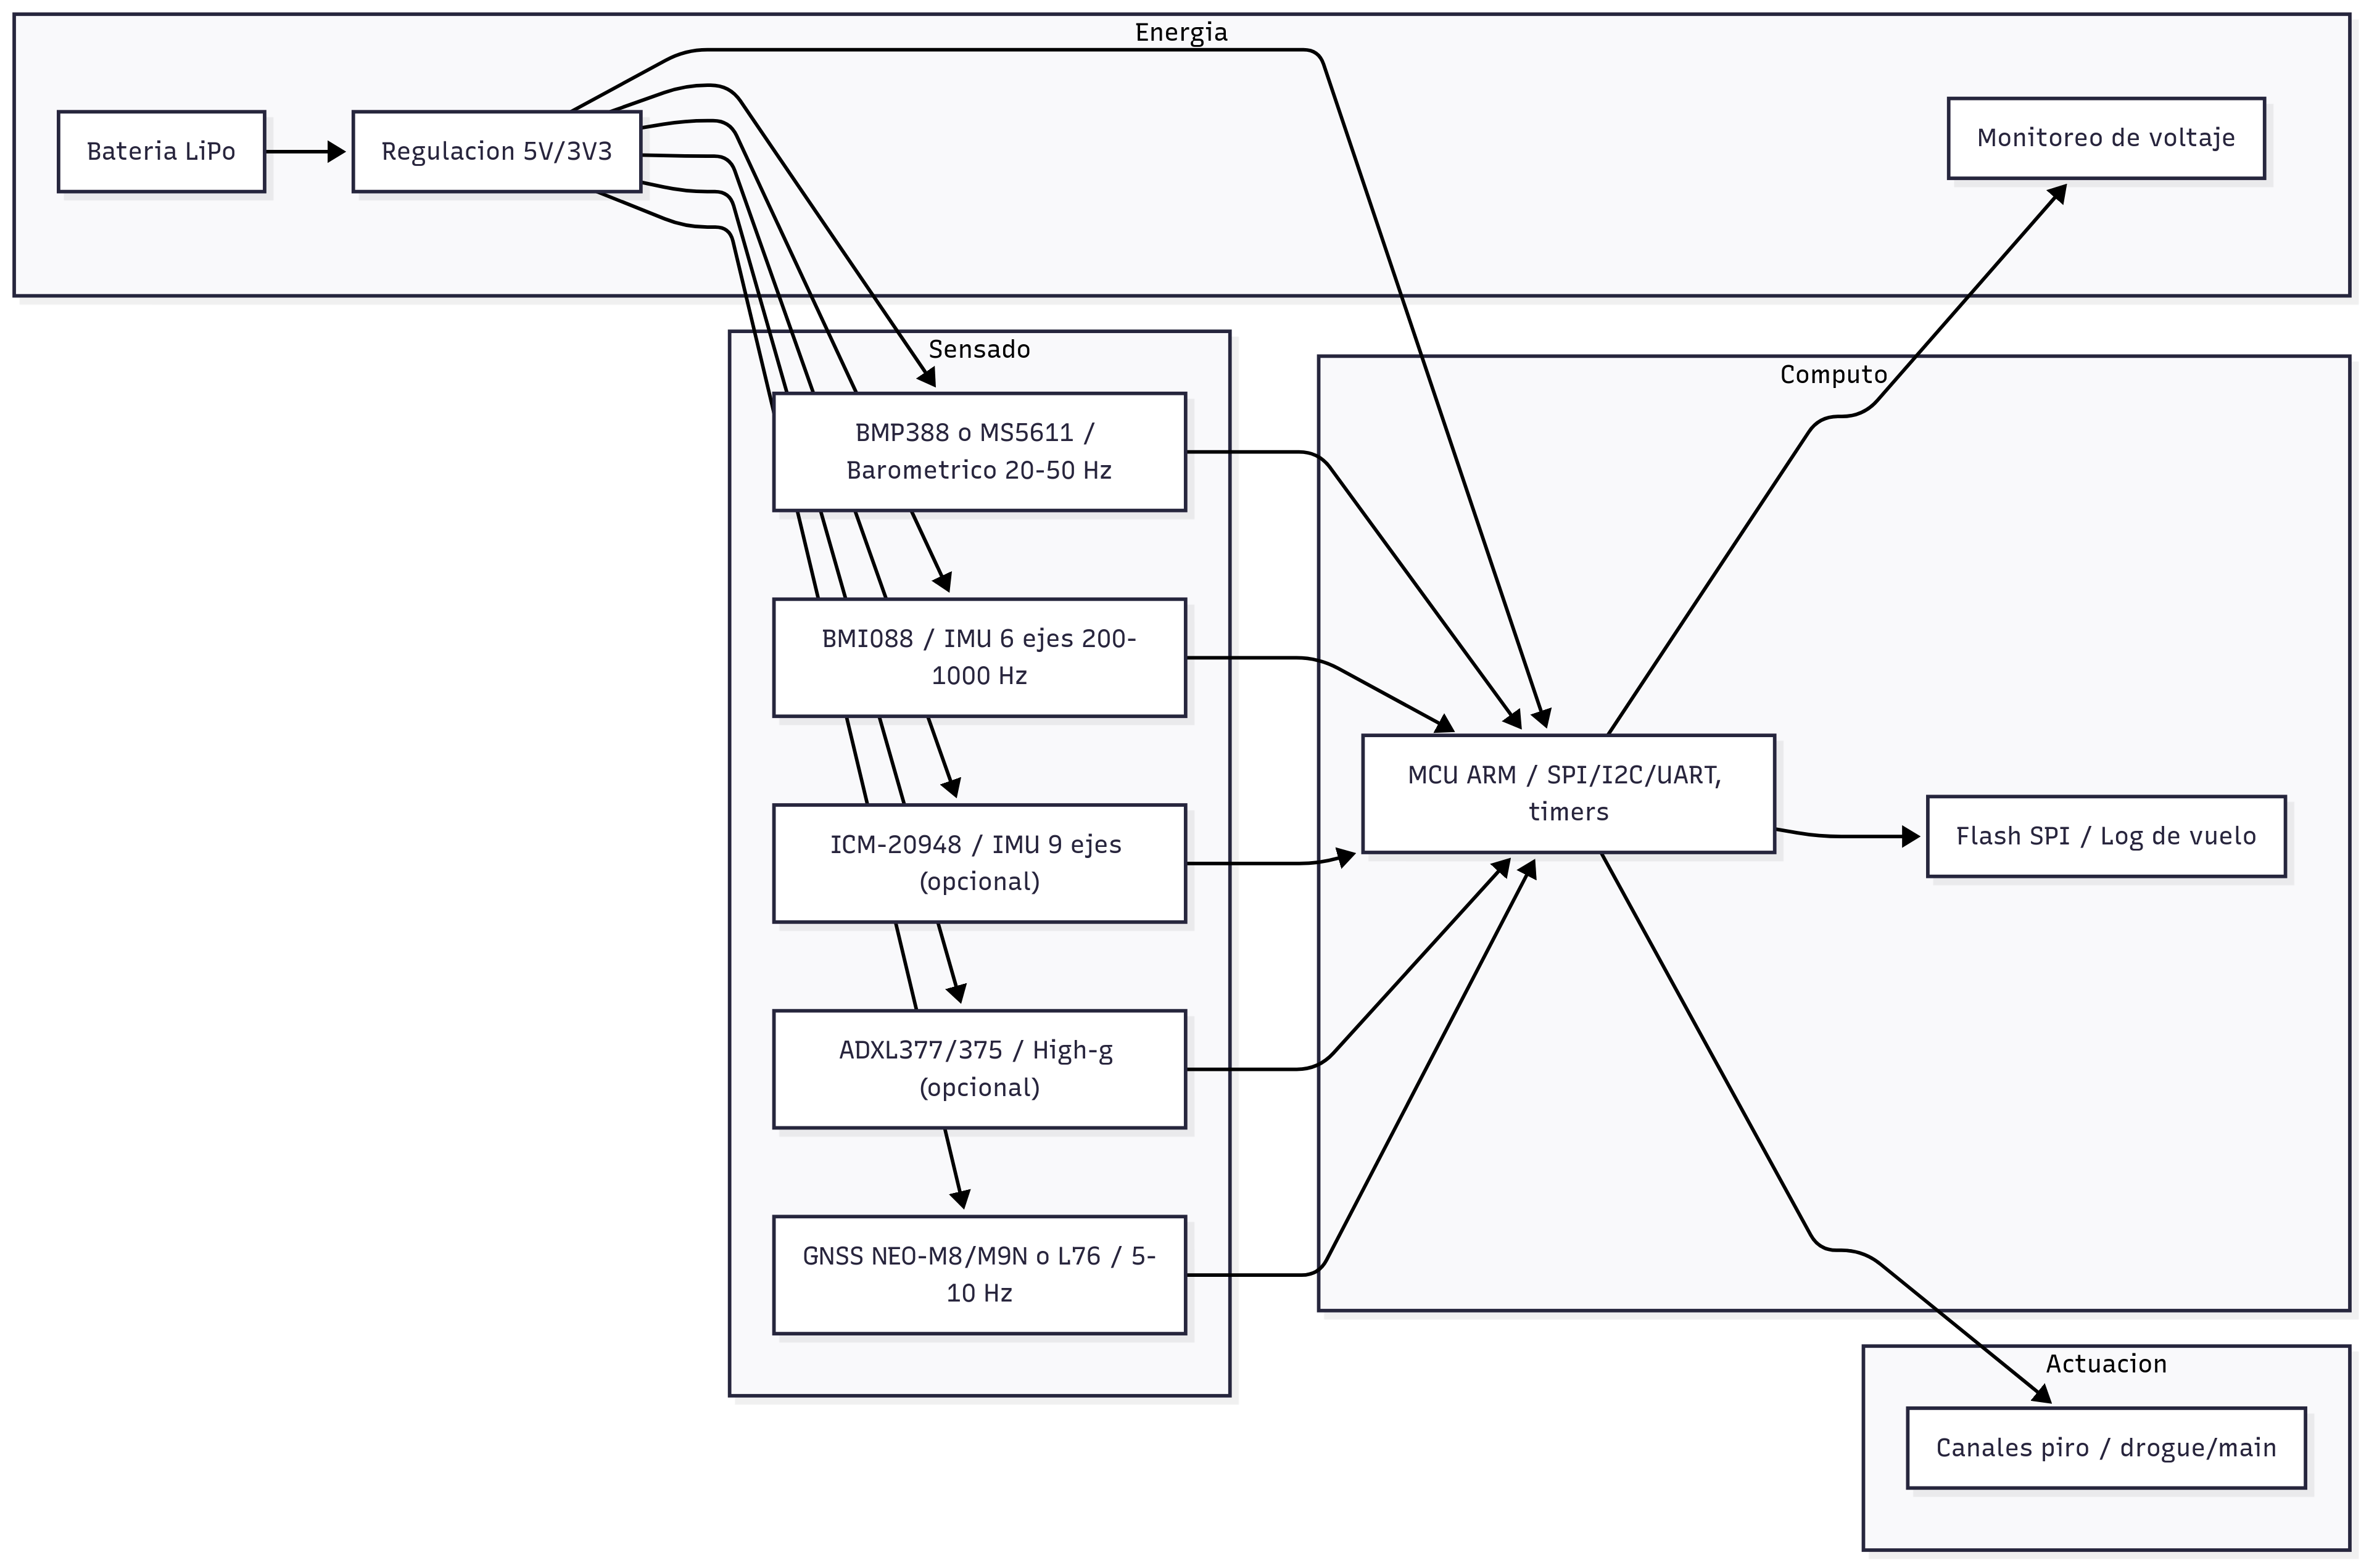 Energia
Bateria LiPo
Regulacion 5V/3V3
Monitoreo de voltaje
Sensado
BMP388 o MS5611 /
Barometrico 20-50 Hz
BMI088 / IMU 6 ejes 200-
1000 Hz
ICM-20948 / IMU 9 ejes
(opcional)
ADXL377/375 / High-g
(opcional)
GNSS NEO-M8/M9N o L76 / 5-
10 Hz
Computo
MCU ARM / SPI/I2C/UART,
timers
Flash SPI / Log de vuelo
Actuacion
Canales piro / drogue/main